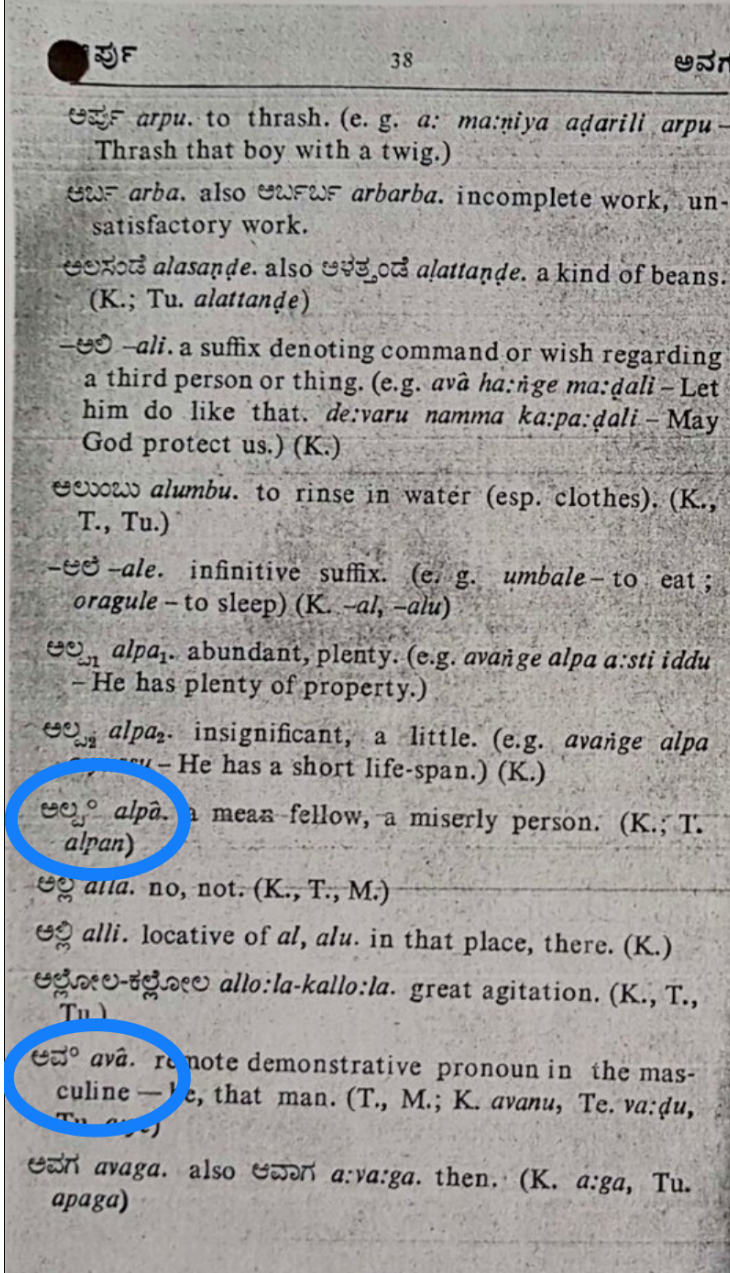 ರ್ಪು 38 ಅವಗ
ಅರ್ಪು arpu. to thrash. (e. g. a: ma:ṇiya aḍarili arpu –
Thrash that boy with a twig.)
ಅರ್ಬ arba. also ಅರ್ಬರ್ಬ arbarba. incomplete work, un-
satisfactory work.
ಅಲಸಂಡೆ alasaṇḍe. also ಅಳತ್ತಂಡೆ aḷattaṇḍe. a kind of beans.
(K.; Tu. alattanḍe)
–ಅಲಿ –ali. a suffix denoting command or wish regarding
a third person or thing. (e.g. avâ ha:ṅge ma:ḍali – Let
him do like that. de:varu namma ka:pa:ḍali – May
God protect us.) (K.)
ಅಲುಂಬು alumbu. to rinse in water (esp. clothes). (K.,
T., Tu.)
–ಅಲೆ –ale. infinitive suffix. (e. g. umbale – to eat ;
oragule – to sleep) (K. –al, –alu)
ಅಲ್ಪ₁ alpa₁. abundant, plenty. (e.g. avaṅge alpa a:sti iddu
– He has plenty of property.)
ಅಲ್ಪ₂ alpa₂. insignificant, a little. (e.g. avaṅge alpa
– He has a short life-span.) (K.)
ಅಲ್ಪ° alpâ. a mean fellow, a miserly person. (K.; T.
alpan)
ಅಲ್ಲ alla. no, not. (K., T., M.)
ಅಲ್ಲಿ alli. locative of al, alu. in that place, there. (K.)
ಅಲ್ಲೋಲ-ಕಲ್ಲೋಲ allo:la-kallo:la. great agitation. (K., T.,
Tu.)
ಅವ° avâ. remote demonstrative pronoun in the mas-
culine — he, that man. (T., M.; K. avanu, Te. va:ḍu,
Tu.
ಅವಗ avaga. also ಆವಾಗ a:va:ga. then. (K. a:ga, Tu.
apaga)